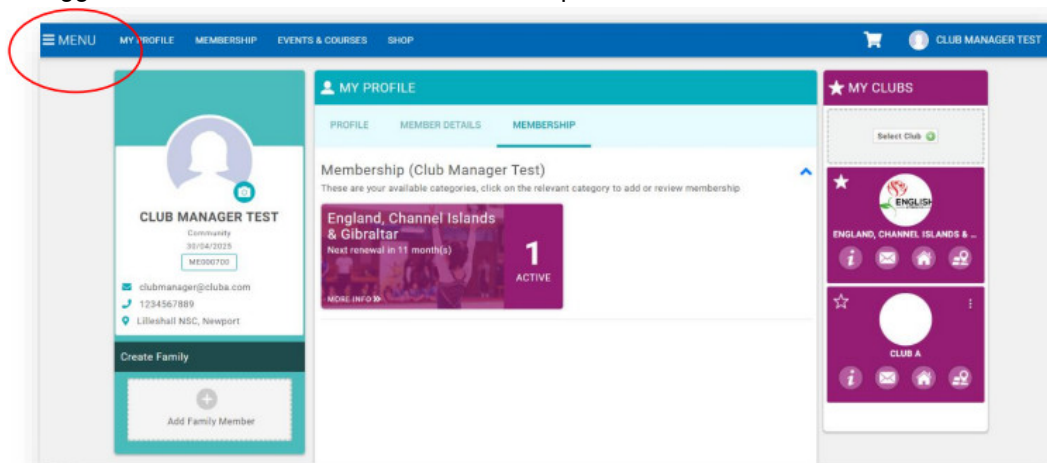 MENU MY PROFILE MEMBERSHIP EVENTS & COURSES SHOP CLUB MANAGER TEST
CLUB MANAGER TEST
Community
30/04/2025
ME000700
clubmanager@cluba.com
1234567889
Lilleshall NSC, Newport
Create Family
Add Family Member
MY PROFILE
PROFILE MEMBER DETAILS MEMBERSHIP
Membership (Club Manager Test)
These are your available categories, click on the relevant category to add or review membership
England, Channel Islands
& Gibraltar
Next renewal in 11 month(s)
1
ACTIVE
MORE INFO
MY CLUBS
Select Club
ENGLISH
ENGLAND, CHANNEL ISLANDS & ...
CLUB A